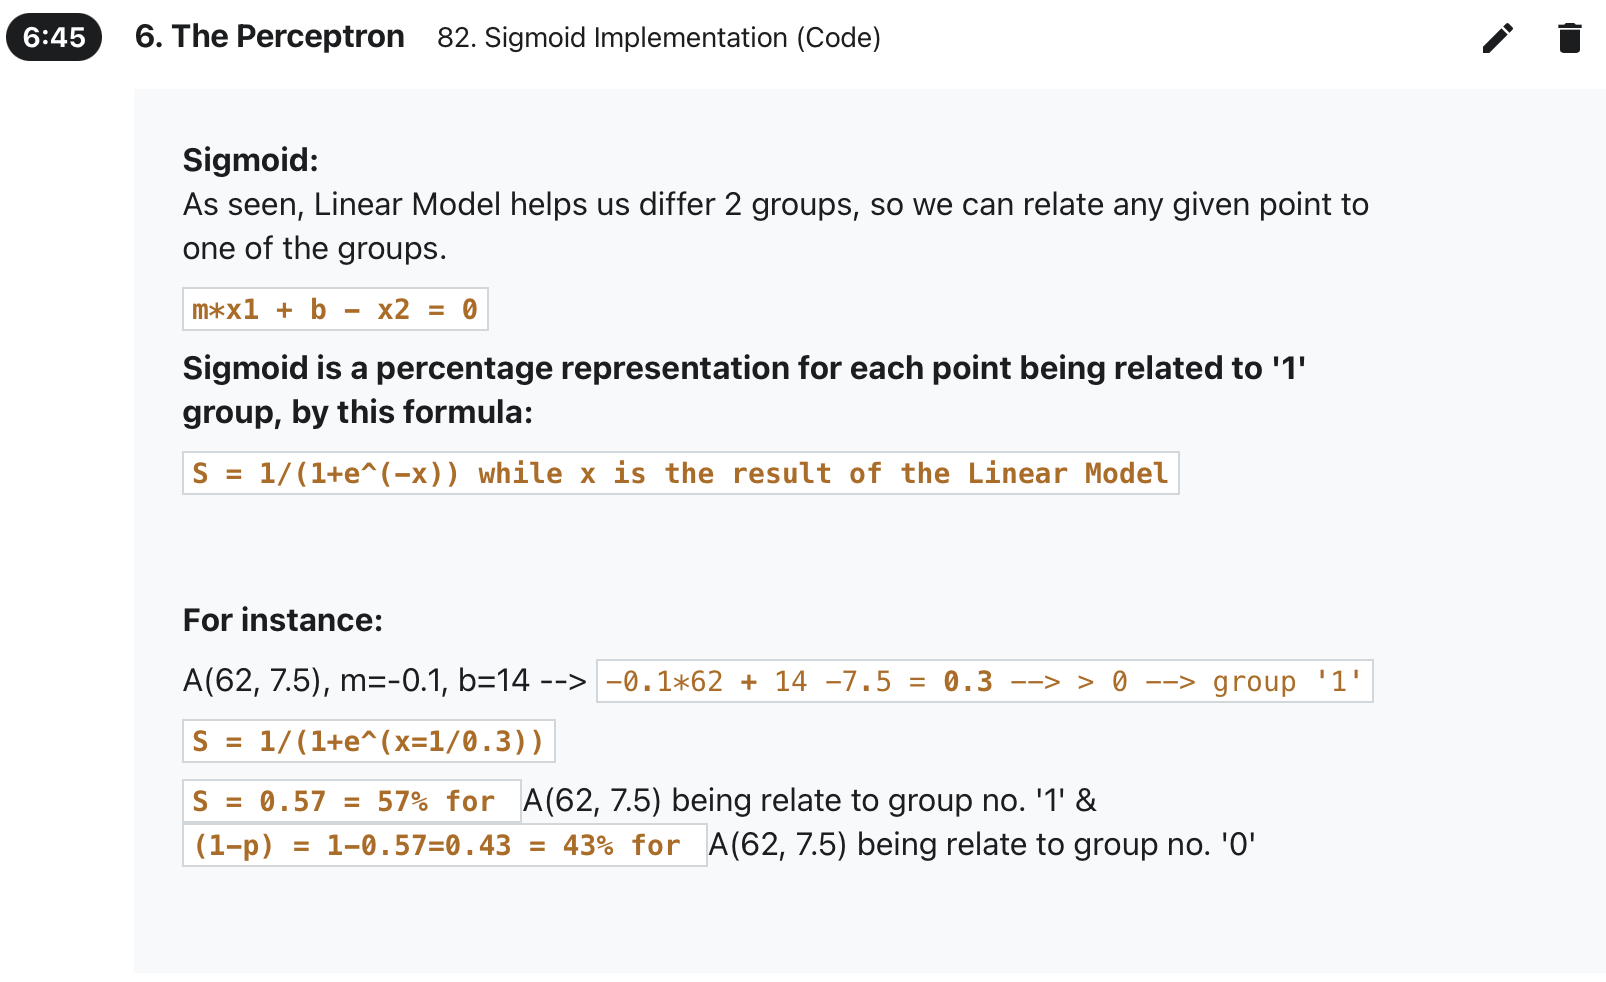 6:45 6. The Perceptron 82. Sigmoid Implementation (Code)
Sigmoid:
As seen, Linear Model helps us differ 2 groups, so we can relate any given point to
one of the groups.
m*x1 + b - x2 = 0
Sigmoid is a percentage representation for each point being related to '1'
group, by this formula:
S = 1/(1+e^(-x)) while x is the result of the Linear Model
For instance:
A(62, 7.5), m=-0.1, b=14 --> -0.1*62 + 14 -7.5 = 0.3 --> > 0 --> group '1'
S = 1/(1+e^(x=1/0.3))
S = 0.57 = 57% for A(62, 7.5) being relate to group no. '1' &
(1-p) = 1-0.57=0.43 = 43% for A(62, 7.5) being relate to group no. '0'